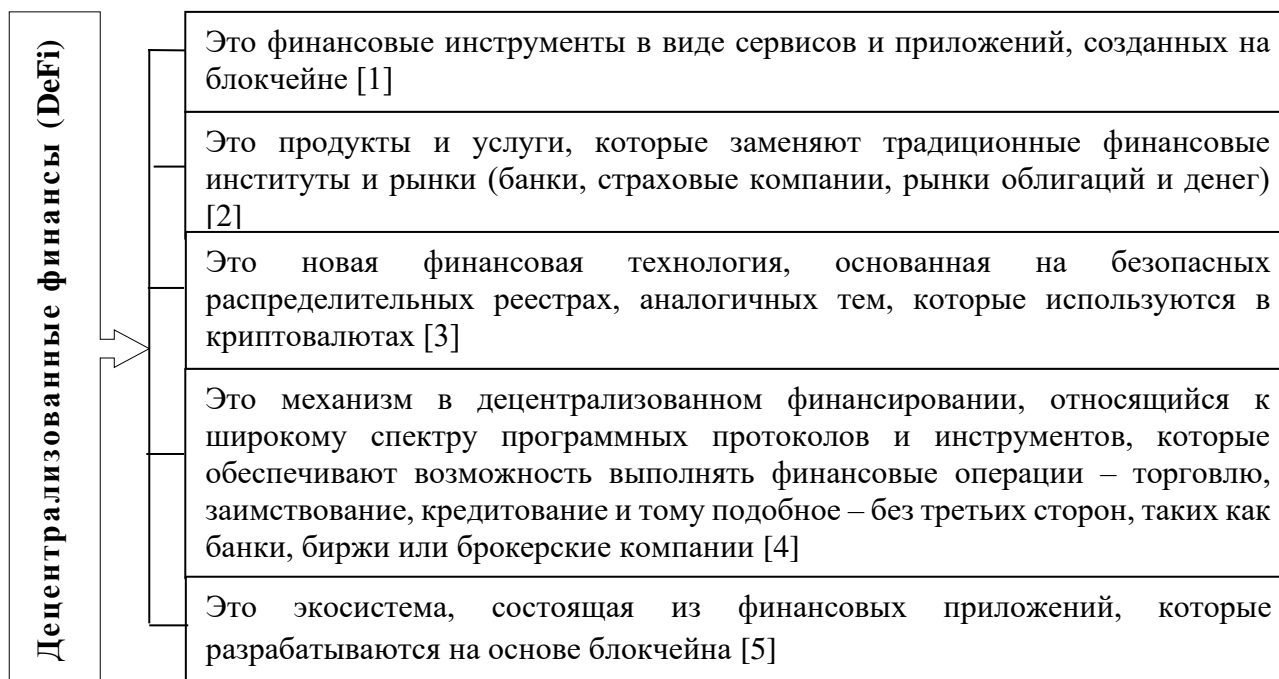 Децентрализованные финансы (DeFi)
Это финансовые инструменты в виде сервисов и приложений, созданных на
блокчейне [1]
Это продукты и услуги, которые заменяют традиционные финансовые
институты и рынки (банки, страховые компании, рынки облигаций и денег)
[2]
Это новая финансовая технология, основанная на безопасных
распределительных реестрах, аналогичных тем, которые используются в
криптовалютах [3]
Это механизм в децентрализованном финансировании, относящийся к
широкому спектру программных протоколов и инструментов, которые
обеспечивают возможность выполнять финансовые операции – торговлю,
заимствование, кредитование и тому подобное – без третьих сторон, таких как
банки, биржи или брокерские компании [4]
Это экосистема, состоящая из финансовых приложений, которые
разрабатываются на основе блокчейна [5]